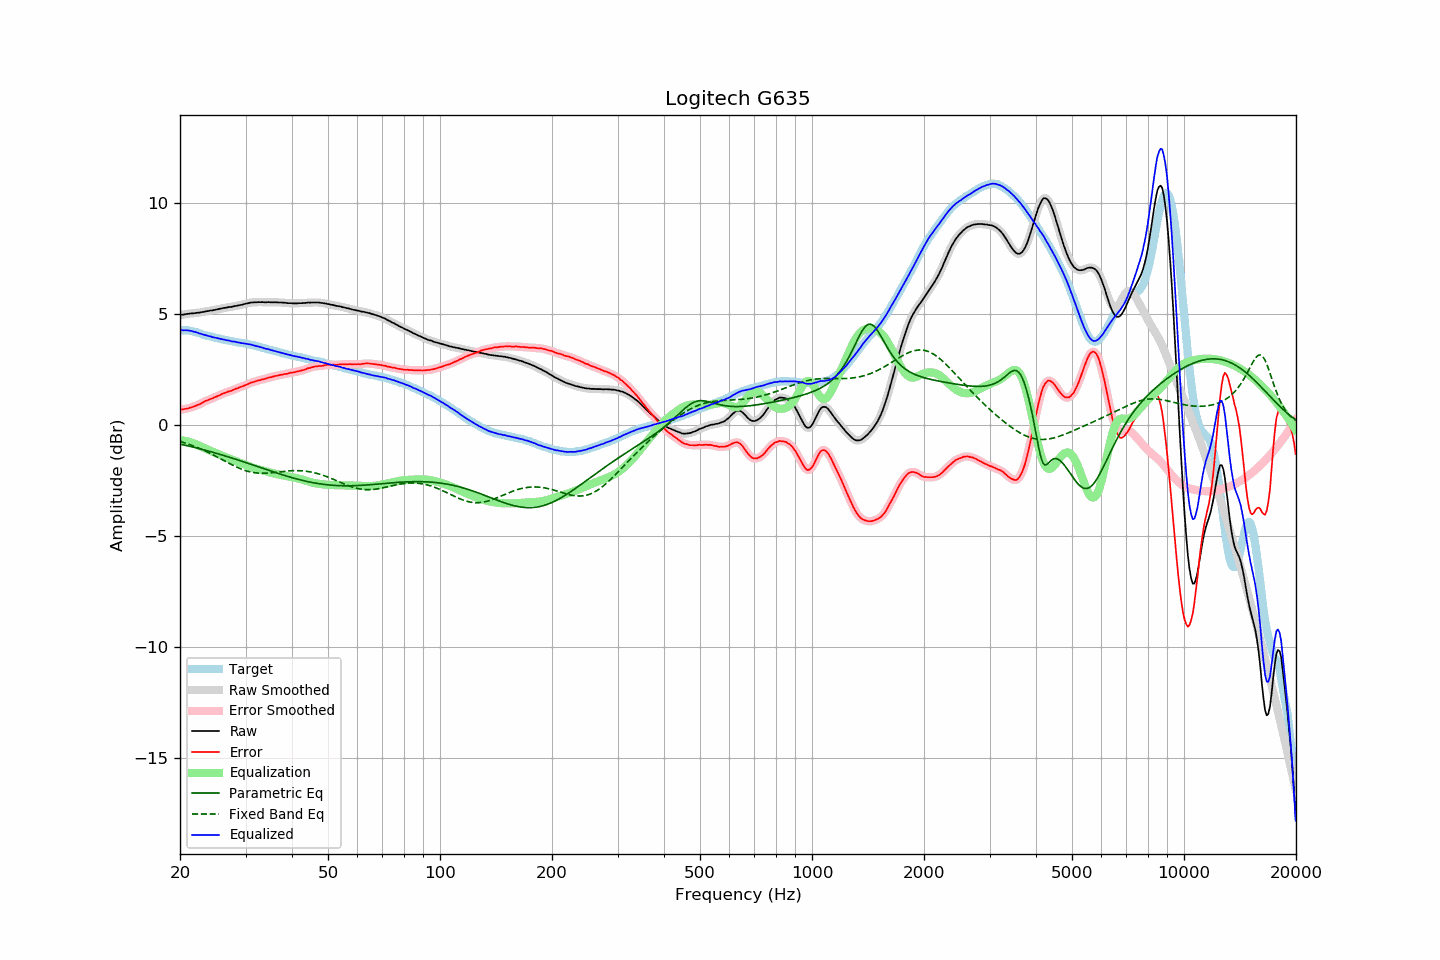 Logitech G635
Amplitude (dBr)
10
5
0
−5
−10
−15
Target
Raw Smoothed
Error Smoothed
Raw
Error
Equalization
Parametric Eq
Fixed Band Eq
Equalized
20 50 100 200 500 1000 2000 5000 10000 20000
Frequency (Hz)